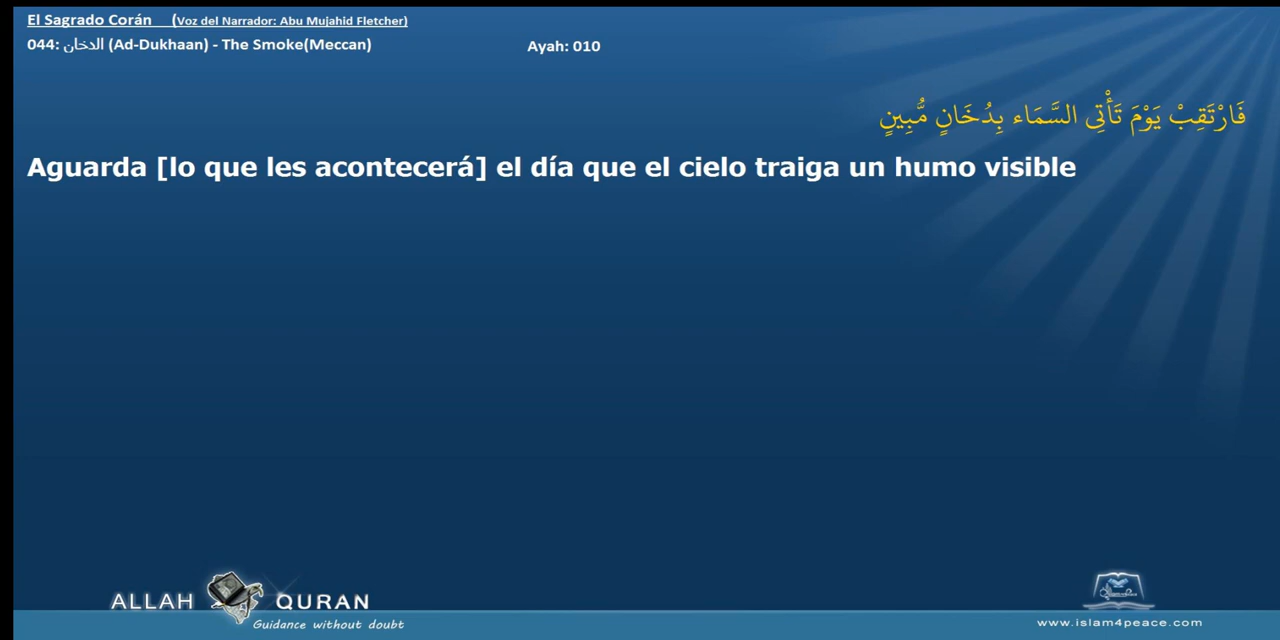 El Sagrado Corán (Voz del Narrador: Abu Mujahid Fletcher)
044: الدخان (Ad-Dukhaan) - The Smoke(Meccan) Ayah: 010
فَارْتَقِبْ يَوْمَ تَأْتِى السَّمَاء بِدُخَانٍ مُّبِينٍ
Aguarda [lo que les acontecerá] el día que el cielo traiga un humo visible
ALLAH QURAN
Guidance without doubt
www.islam4peace.com